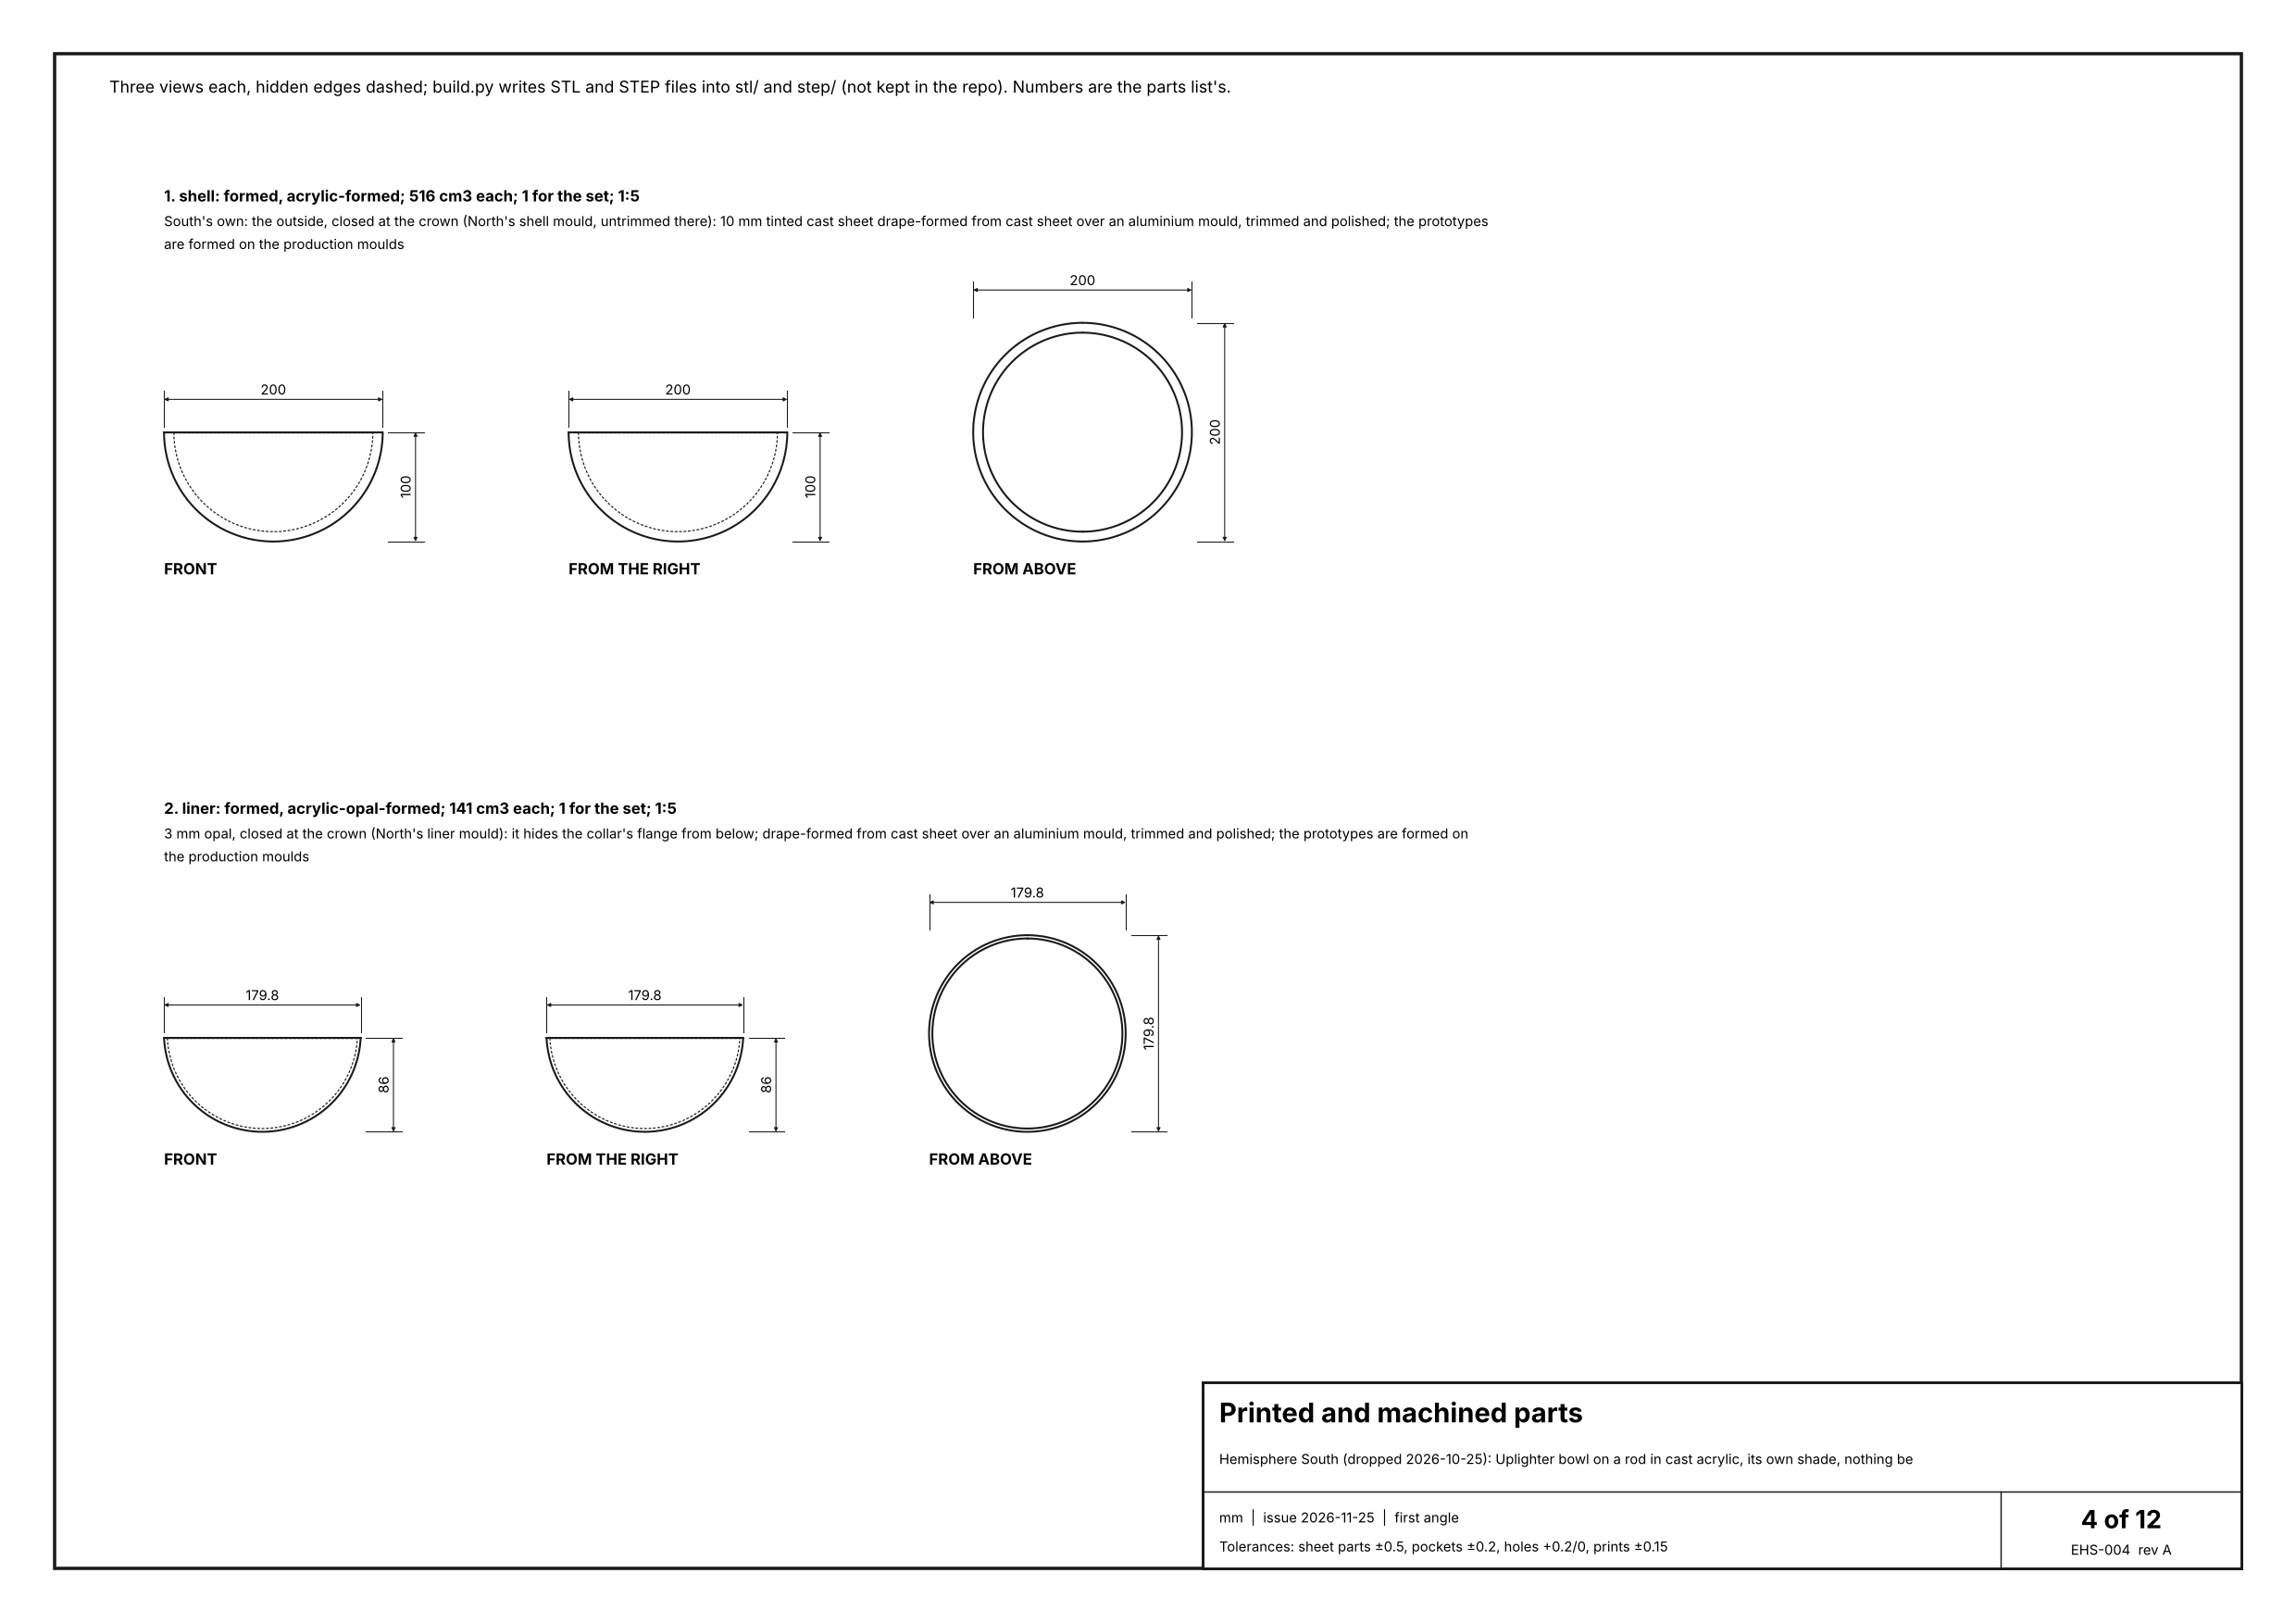 Three views each, hidden edges dashed; build.py writes STL and STEP files into stl/ and step/ (not kept in the repo). Numbers are the parts list's.
1. shell: formed, acrylic-formed; 516 cm3 each; 1 for the set; 1:5
South's own: the outside, closed at the crown (North's shell mould, untrimmed there): 10 mm tinted cast sheet drape-formed from cast sheet over an aluminium mould, trimmed and polished; the prototypes
are formed on the production moulds
200
200
200
200
100
100
FRONT
FROM THE RIGHT
FROM ABOVE
2. liner: formed, acrylic-opal-formed; 141 cm3 each; 1 for the set; 1:5
3 mm opal, closed at the crown (North's liner mould): it hides the collar's flange from below; drape-formed from cast sheet over an aluminium mould, trimmed and polished; the prototypes are formed on
the production moulds
179.8
179.8
179.8
179.8
86
86
FRONT
FROM THE RIGHT
FROM ABOVE
Printed and machined parts
Hemisphere South (dropped 2026-10-25): Uplighter bowl on a rod in cast acrylic, its own shade, nothing be
mm | issue 2026-11-25 | first angle
Tolerances: sheet parts ±0.5, pockets ±0.2, holes +0.2/0, prints ±0.15
4 of 12
EHS-004 rev A